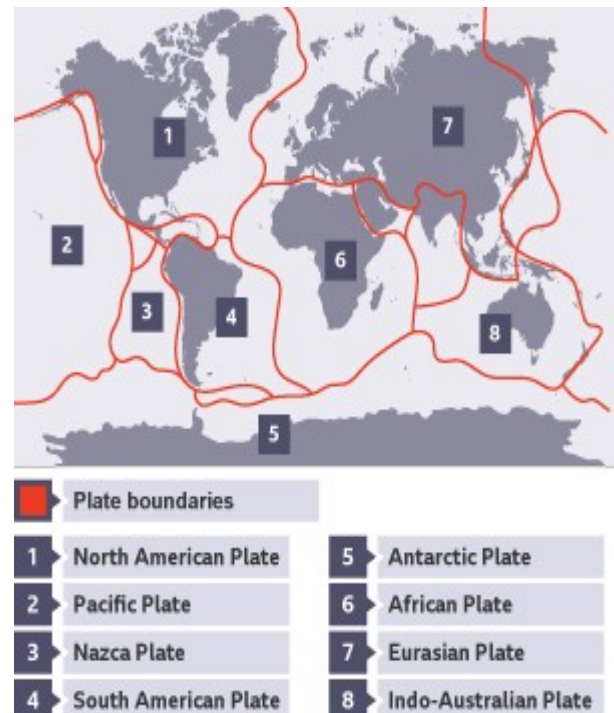 1
7
2
6
3
4
8
5
Plate boundaries
1 North American Plate
5 Antarctic Plate
2 Pacific Plate
6 African Plate
3 Nazca Plate
7 Eurasian Plate
4 South American Plate
8 Indo-Australian Plate